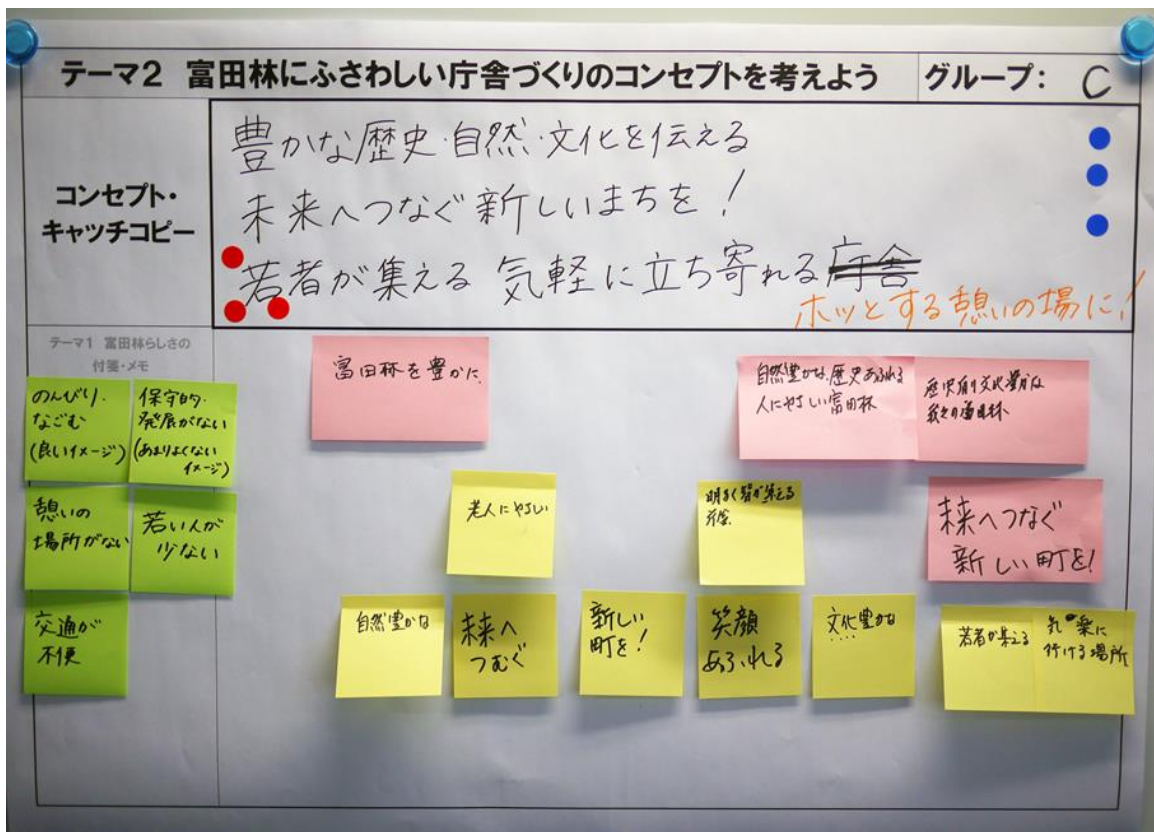 テーマ2 富田林にふさわしい庁舎づくりのコンセプトを考えよう
グループ: C
コンセプト・
キャッチコピー
豊かな歴史・自然・文化を伝える
未来へつなぐ新しいまちを!
若者が集える 気軽に立ち寄れる庁舎
ホッとする憩いの場に!
テーマ1 富田林らしさの
付箋・メモ
のんびり、
なごむ
(良いイメージ)
保守的・
発展がない
(あまりよくない
イメージ)
憩いの
場所がない
若い人が
少ない
交通が
不便
富田林を豊かに
自然豊かな、歴史あふれる
人にやさしい富田林
歴史有り文化豊かな
我々の富田林
老人にやさしい
明るく皆が集える
庁舎
未来へつなぐ
新しい町を!
自然豊かな
未来へ
つむぐ
新しい
町を!
笑顔
あふれる
文化豊かな
若者が集える
気楽に
行ける場所